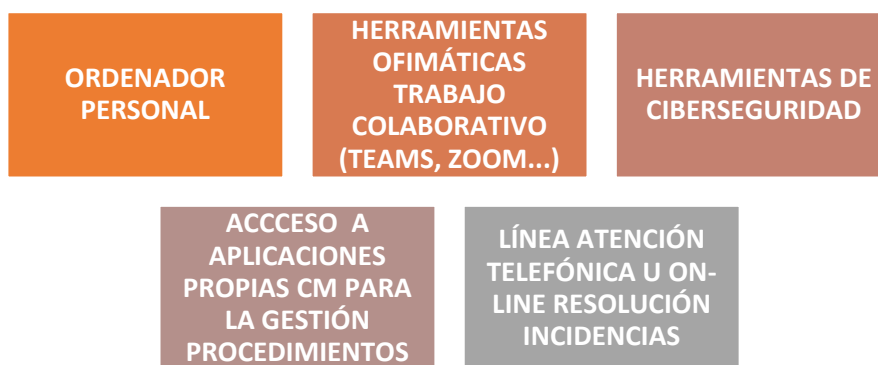 ORDENADOR
PERSONAL
HERRAMIENTAS
OFIMÁTICAS
TRABAJO
COLABORATIVO
(TEAMS, ZOOM...)
HERRAMIENTAS DE
CIBERSEGURIDAD
ACCCESO A
APLICACIONES
PROPIAS CM PARA
LA GESTIÓN
PROCEDIMIENTOS
LÍNEA ATENCIÓN
TELEFÓNICA U ON-
LINE RESOLUCIÓN
INCIDENCIAS